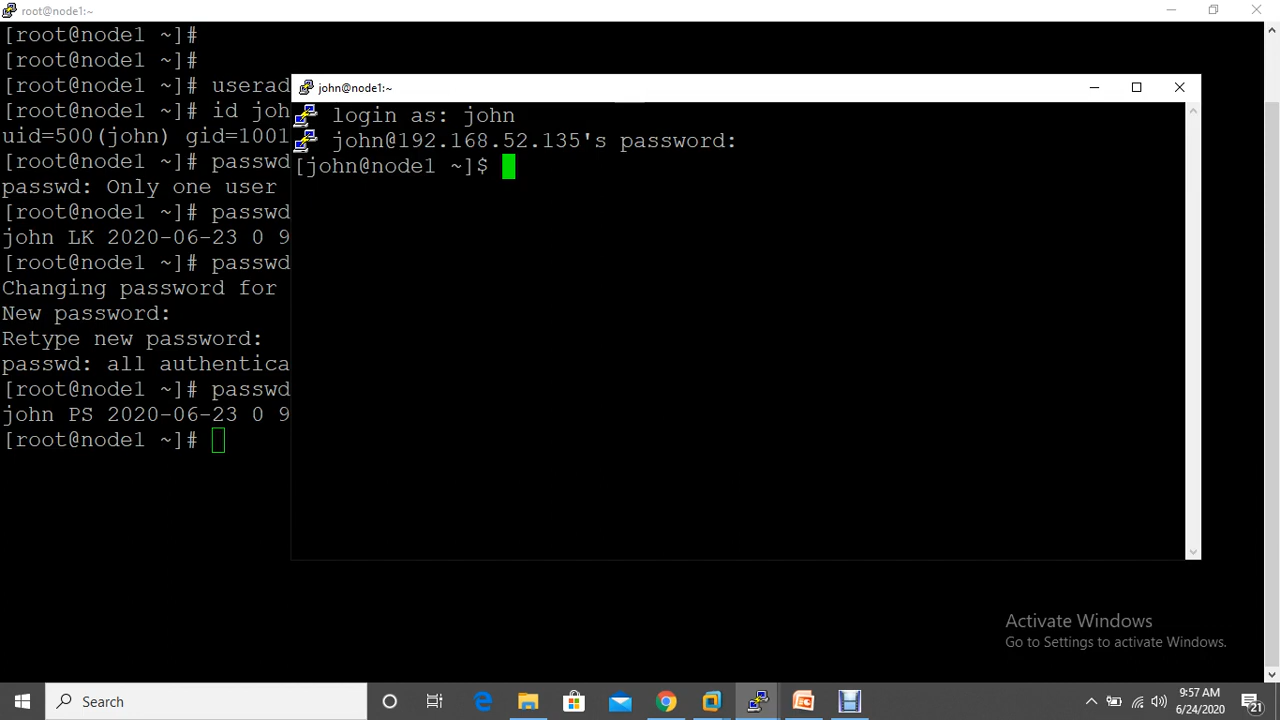 root@node1:~
[root@node1 ~]#
[root@node1 ~]#
[root@node1 ~]# userad
[root@node1 ~]# id joh
uid=500(john) gid=1001
[root@node1 ~]# passwd
passwd: Only one user
[root@node1 ~]# passwd
john LK 2020-06-23 0 9
[root@node1 ~]# passwd
Changing password for
New password:
Retype new password:
passwd: all authentica
[root@node1 ~]# passwd
john PS 2020-06-23 0 9
[root@node1 ~]#
john@node1:~
login as: john
john@192.168.52.135's password:
[john@node1 ~]$
Activate Windows
Go to Settings to activate Windows.
Search
9:57 AM
6/24/2020
21